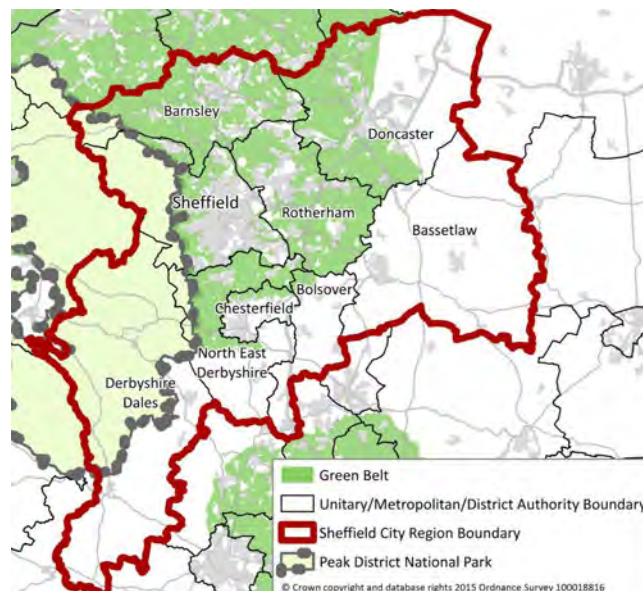 Barnsley
Doncaster
Sheffield
Rotherham
Bassetlaw
Bolsover
Chesterfield
North East
Derbyshire
Derbyshire
Dales
Green Belt
Unitary/Metropolitan/District Authority Boundary
Sheffield City Region Boundary
Peak District National Park
© Crown copyright and database rights 2015 Ordnance Survey 100018816